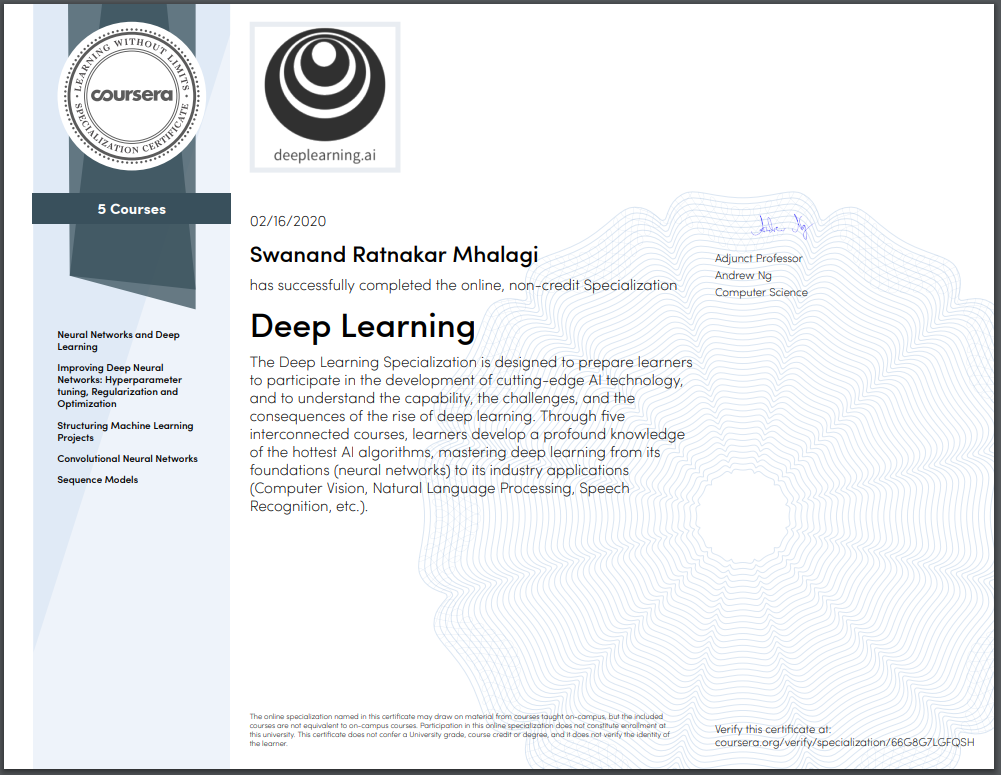 LEARNING WITHOUT LIMITS
coursera
SPECIALIZATION CERTIFICATE
5 Courses
Neural Networks and Deep
Learning
Improving Deep Neural
Networks: Hyperparameter
tuning, Regularization and
Optimization
Structuring Machine Learning
Projects
Convolutional Neural Networks
Sequence Models
deeplearning.ai
02/16/2020
Swanand Ratnakar Mhalagi
has successfully completed the online, non-credit Specialization
Deep Learning
The Deep Learning Specialization is designed to prepare learners
to participate in the development of cutting-edge AI technology,
and to understand the capability, the challenges, and the
consequences of the rise of deep learning. Through five
interconnected courses, learners develop a profound knowledge
of the hottest AI algorithms, mastering deep learning from its
foundations (neural networks) to its industry applications
(Computer Vision, Natural Language Processing, Speech
Recognition, etc.).
Andrew Ng
Adjunct Professor
Andrew Ng
Computer Science
The online specialization named in this certificate may draw on material from courses taught on-campus, but the included
courses are not equivalent to on-campus courses. Participation in this online specialization does not constitute enrollment at
this university. This certificate does not confer a University grade, course credit or degree, and it does not verify the identity of
the learner.
Verify this certificate at:
coursera.org/verify/specialization/66G8G7LGFQSH